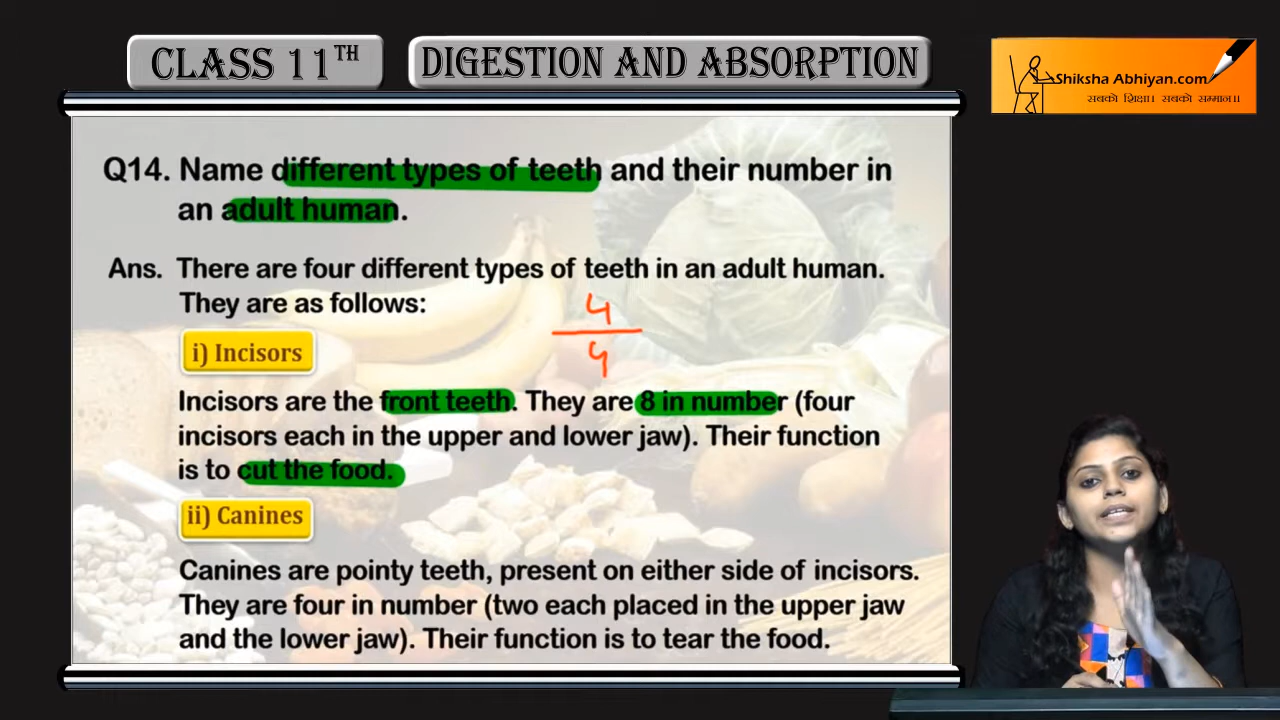 CLASS 11TH
DIGESTION AND ABSORPTION
Shiksha Abhiyan.com
सबको शिक्षा। सबको सम्मान।।
Q14. Name different types of teeth and their number in
an adult human.
Ans. There are four different types of teeth in an adult human.
They are as follows:
4
4
i) Incisors
Incisors are the front teeth. They are 8 in number (four
incisors each in the upper and lower jaw). Their function
is to cut the food.
ii) Canines
Canines are pointy teeth, present on either side of incisors.
They are four in number (two each placed in the upper jaw
and the lower jaw). Their function is to tear the food.